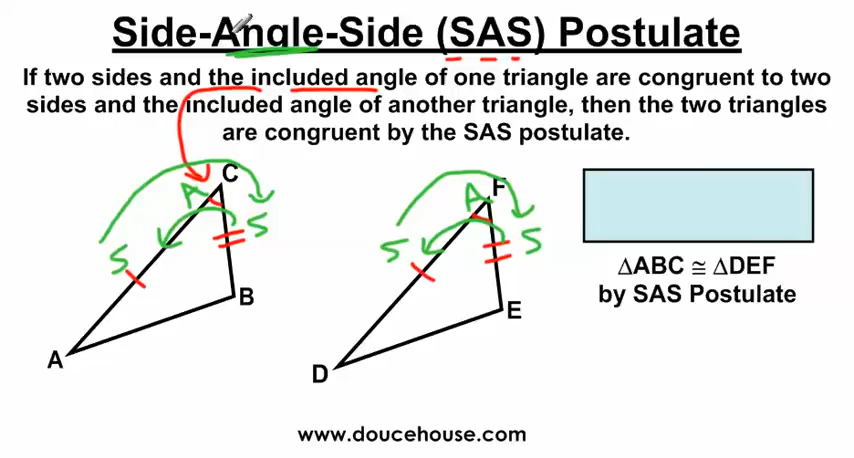 Side-Angle-Side (SAS) Postulate
If two sides and the included angle of one triangle are congruent to two
sides and the included angle of another triangle, then the two triangles
are congruent by the SAS postulate.
C
A
S
S
B
A
F
A
S
S
E
D
∆ABC ≅ ∆DEF
by SAS Postulate
www.doucehouse.com